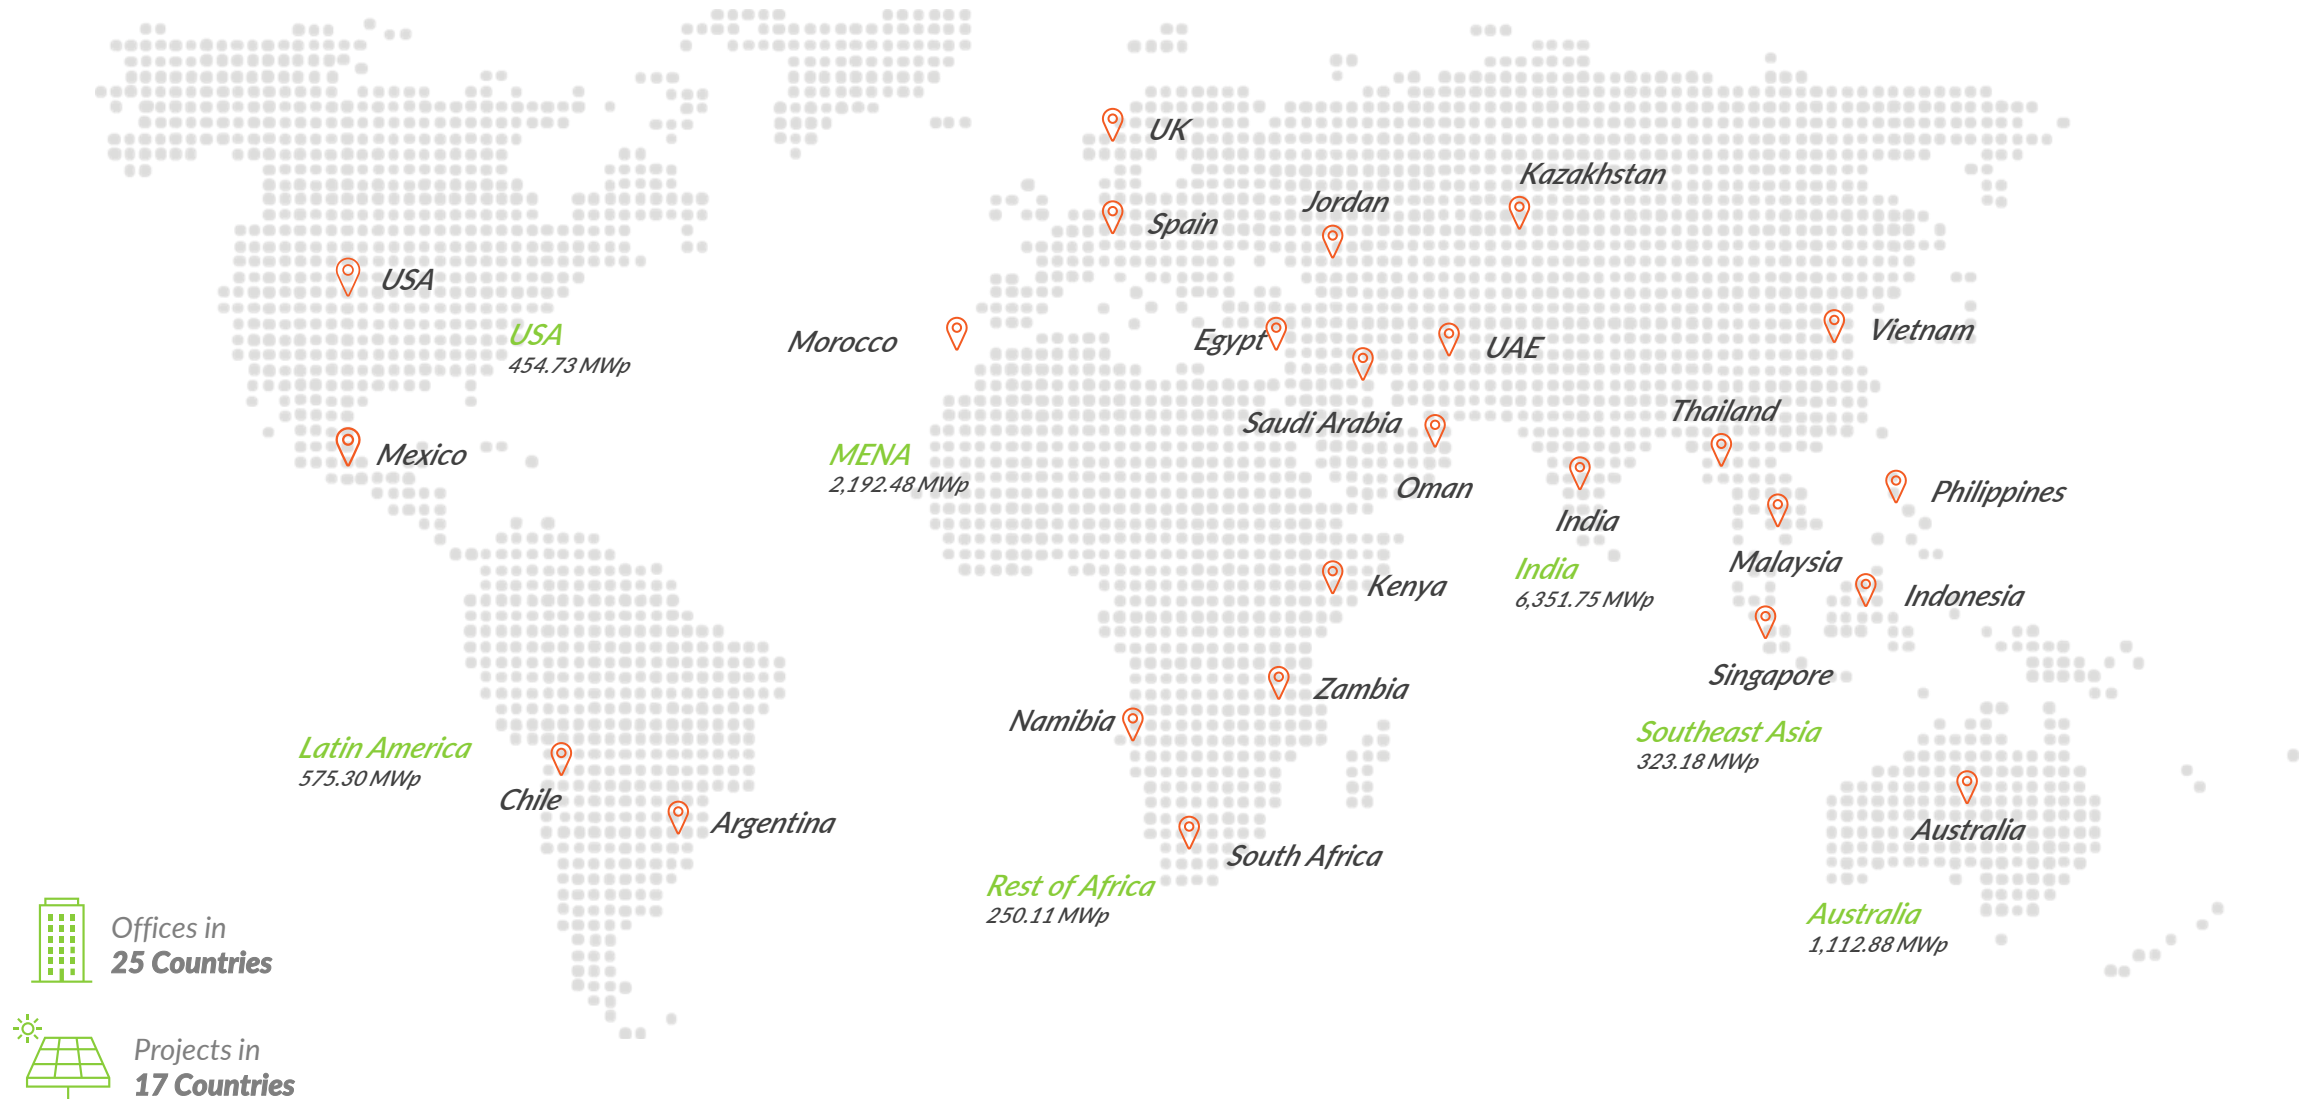 UK
Kazakhstan
Jordan
Spain
USA
USA
454.73 MWp
Morocco
Egypt
UAE
Vietnam
Saudi Arabia
Thailand
Mexico
MENA
2,192.48 MWp
Oman
India
Philippines
India
6,351.75 MWp
Malaysia
Indonesia
Kenya
Singapore
Zambia
Namibia
Southeast Asia
323.18 MWp
Latin America
575.30 MWp
Chile
Argentina
South Africa
Australia
Rest of Africa
250.11 MWp
Australia
1,112.88 MWp
Offices in
25 Countries
Projects in
17 Countries